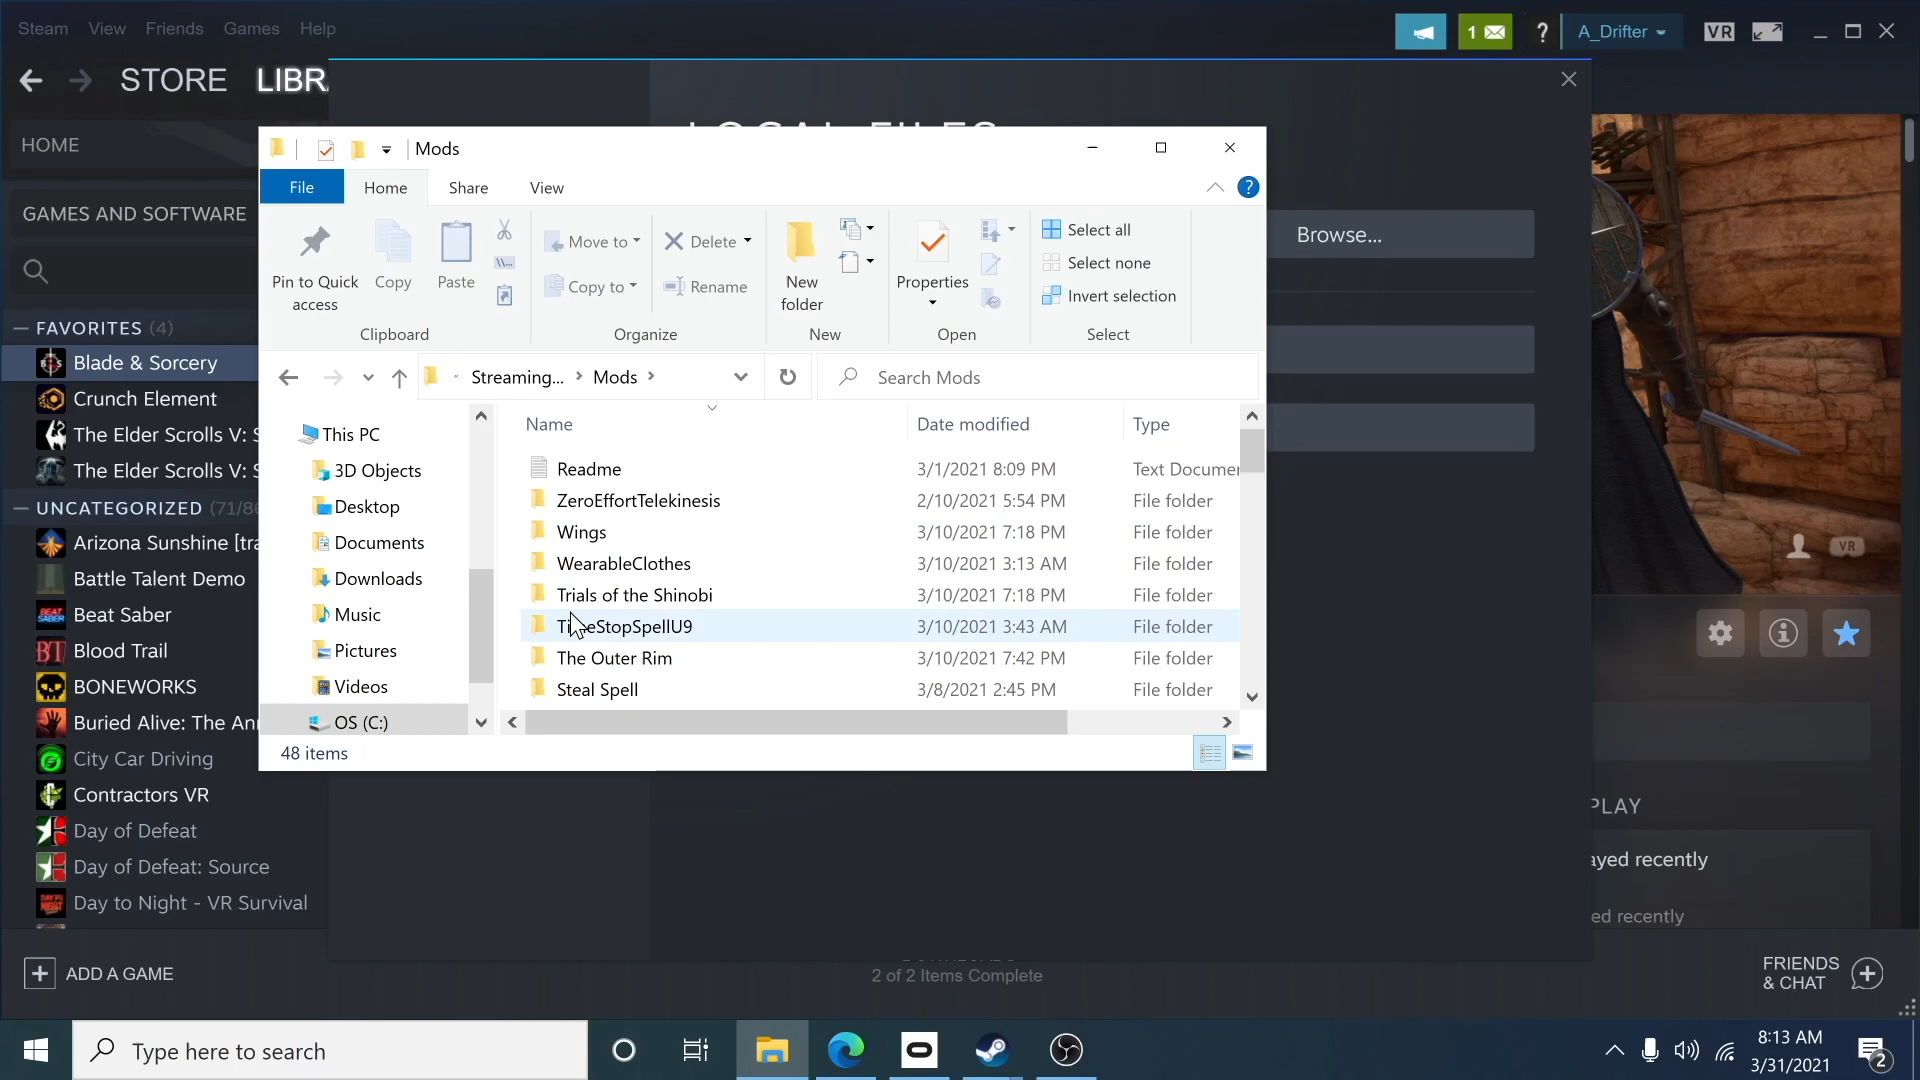 Steam View Friends Games Help
1
?
A_Drifter
VR
STORE LIBRA
HOME
GAMES AND SOFTWARE
FAVORITES (4)
Blade & Sorcery
Crunch Element
The Elder Scrolls V: S
The Elder Scrolls V: S
UNCATEGORIZED (71/86
Arizona Sunshine [tra
Battle Talent Demo
BEAT SABER
Beat Saber
BT
Blood Trail
BONEWORKS
Buried Alive: The Ann
City Car Driving
Contractors VR
Day of Defeat
Day of Defeat: Source
Day to Night - VR Survival
ADD A GAME
LOCAL FILES
Browse...
Mods
File Home Share View
?
Pin to Quick access
Copy
Paste
Clipboard
Move to
Copy to
Delete
Rename
Organize
New folder
New
Properties
Open
Select all
Select none
Invert selection
Select
Streaming... > Mods >
Search Mods
This PC
3D Objects
Desktop
Documents
Downloads
Music
Pictures
Videos
OS (C:)
Name Date modified Type
Readme 3/1/2021 8:09 PM Text Documen
ZeroEffortTelekinesis 2/10/2021 5:54 PM File folder
Wings 3/10/2021 7:18 PM File folder
WearableClothes 3/10/2021 3:13 AM File folder
Trials of the Shinobi 3/10/2021 7:18 PM File folder
TimeStopSpellU9 3/10/2021 3:43 AM File folder
The Outer Rim 3/10/2021 7:42 PM File folder
Steal Spell 3/8/2021 2:45 PM File folder
48 items
VR
PLAY
ayed recently
ed recently
2 of 2 Items Complete
FRIENDS
& CHAT
Type here to search
8:13 AM
3/31/2021
2